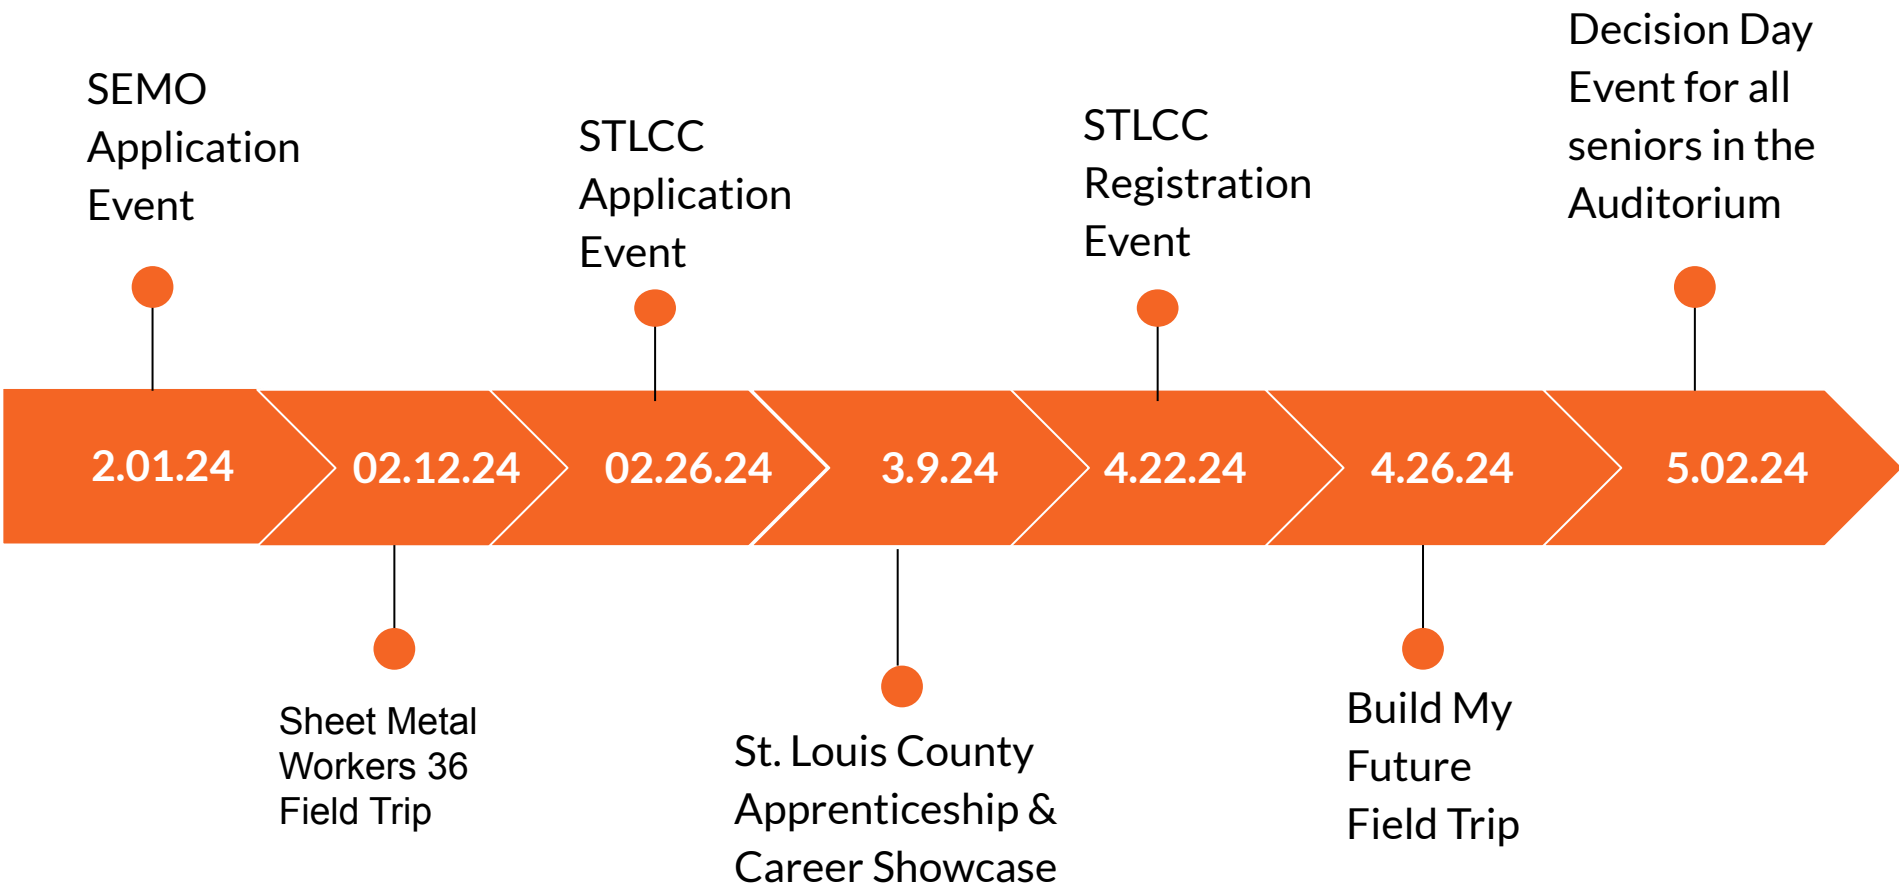 SEMO
Application
Event
STLCC
Application
Event
STLCC
Registration
Event
Decision Day
Event for all
seniors in the
Auditorium
2.01.24
02.12.24
02.26.24
3.9.24
4.22.24
4.26.24
5.02.24
Sheet Metal
Workers 36
Field Trip
St. Louis County
Apprenticeship &
Career Showcase
Build My
Future
Field Trip